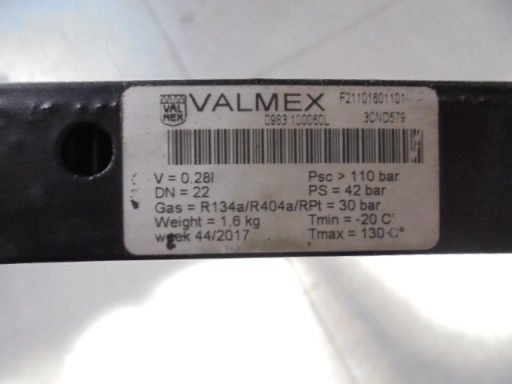 VAL
MEX
VALMEX
F21101601101
0983 100060L
3CND579
V = 0.28l
Psc > 110 bar
DN = 22
PS = 42 bar
Gas = R134a/R404a/RPt = 30 bar
Weight = 1.6 kg
Tmin = -20 C°
week 44/2017
Tmax = 130 C°